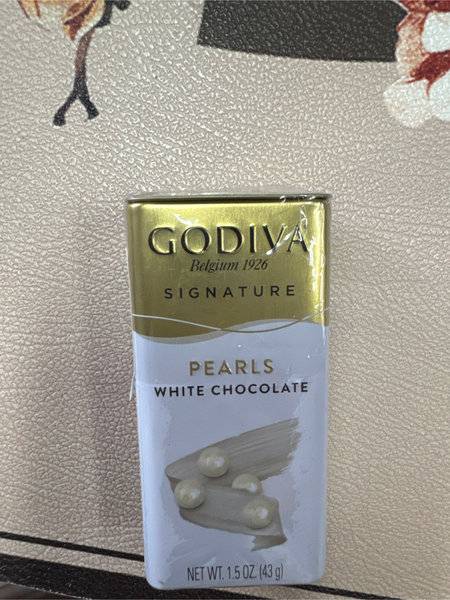 GODIVA
Belgium 1926
SIGNATURE
PEARLS
WHITE CHOCOLATE
NET WT. 1.5 OZ. (43 g)